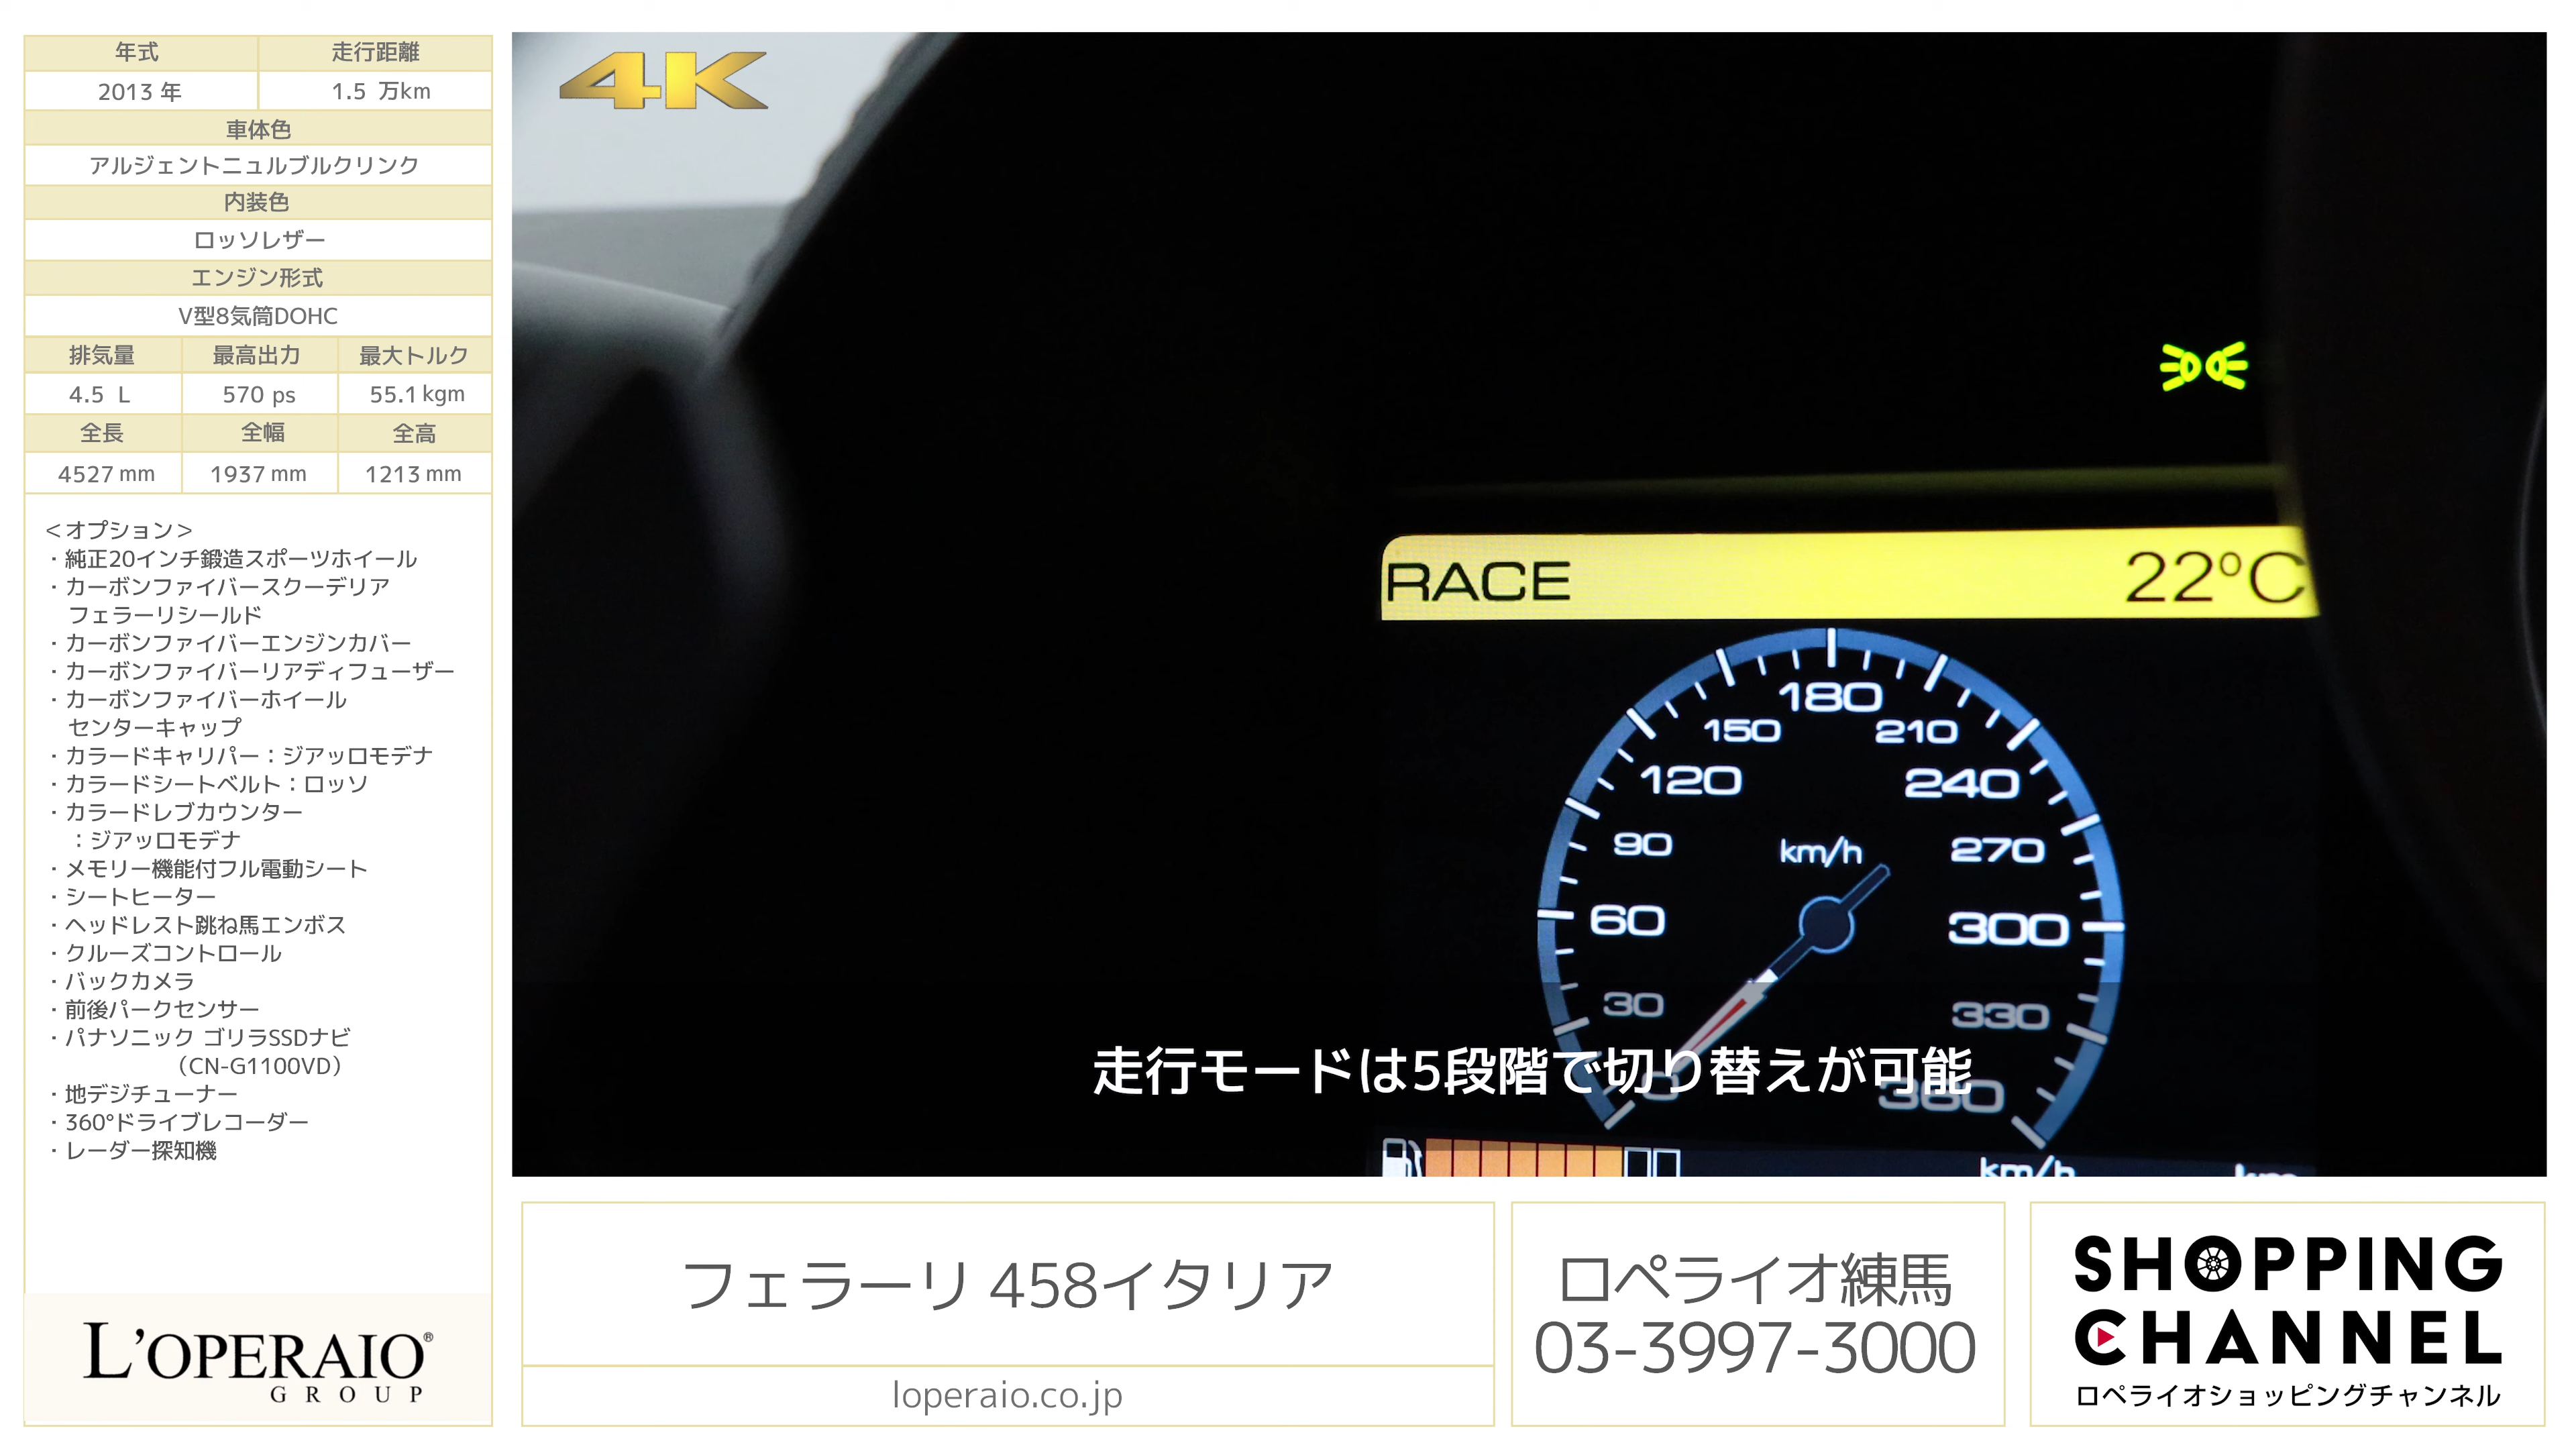 年式 走行距離
2013 年 1.5 万km
車体色
アルジェントニュルブルクリンク
内装色
ロッソレザー
エンジン形式
V型8気筒DOHC
排気量 最高出力 最大トルク
4.5 L 570 ps 55.1 kgm
全長 全幅 全高
4527 mm 1937 mm 1213 mm
＜オプション＞
・純正20インチ鍛造スポーツホイール
・カーボンファイバースクーデリア
フェラーリシールド
・カーボンファイバーエンジンカバー
・カーボンファイバーリアディフューザー
・カーボンファイバーホイール
センターキャップ
・カラードキャリパー：ジアッロモデナ
・カラードシートベルト：ロッソ
・カラードレブカウンター
：ジアッロモデナ
・メモリー機能付フル電動シート
・シートヒーター
・ヘッドレスト跳ね馬エンボス
・クルーズコントロール
・バックカメラ
・前後パークセンサー
・パナソニック ゴリラSSDナビ
（CN-G1100VD）
・地デジチューナー
・360°ドライブレコーダー
・レーダー探知機
L'OPERAIO®
GROUP
4K
RACE 22°C
180
150 210
120 240
90 km/h 270
60 300
30 330
0 360
走行モードは5段階で切り替えが可能
km/h km
フェラーリ 458イタリア
loperaio.co.jp
ロペライオ練馬
03-3997-3000
SHOPPING
CHANNEL
ロペライオショッピングチャンネル